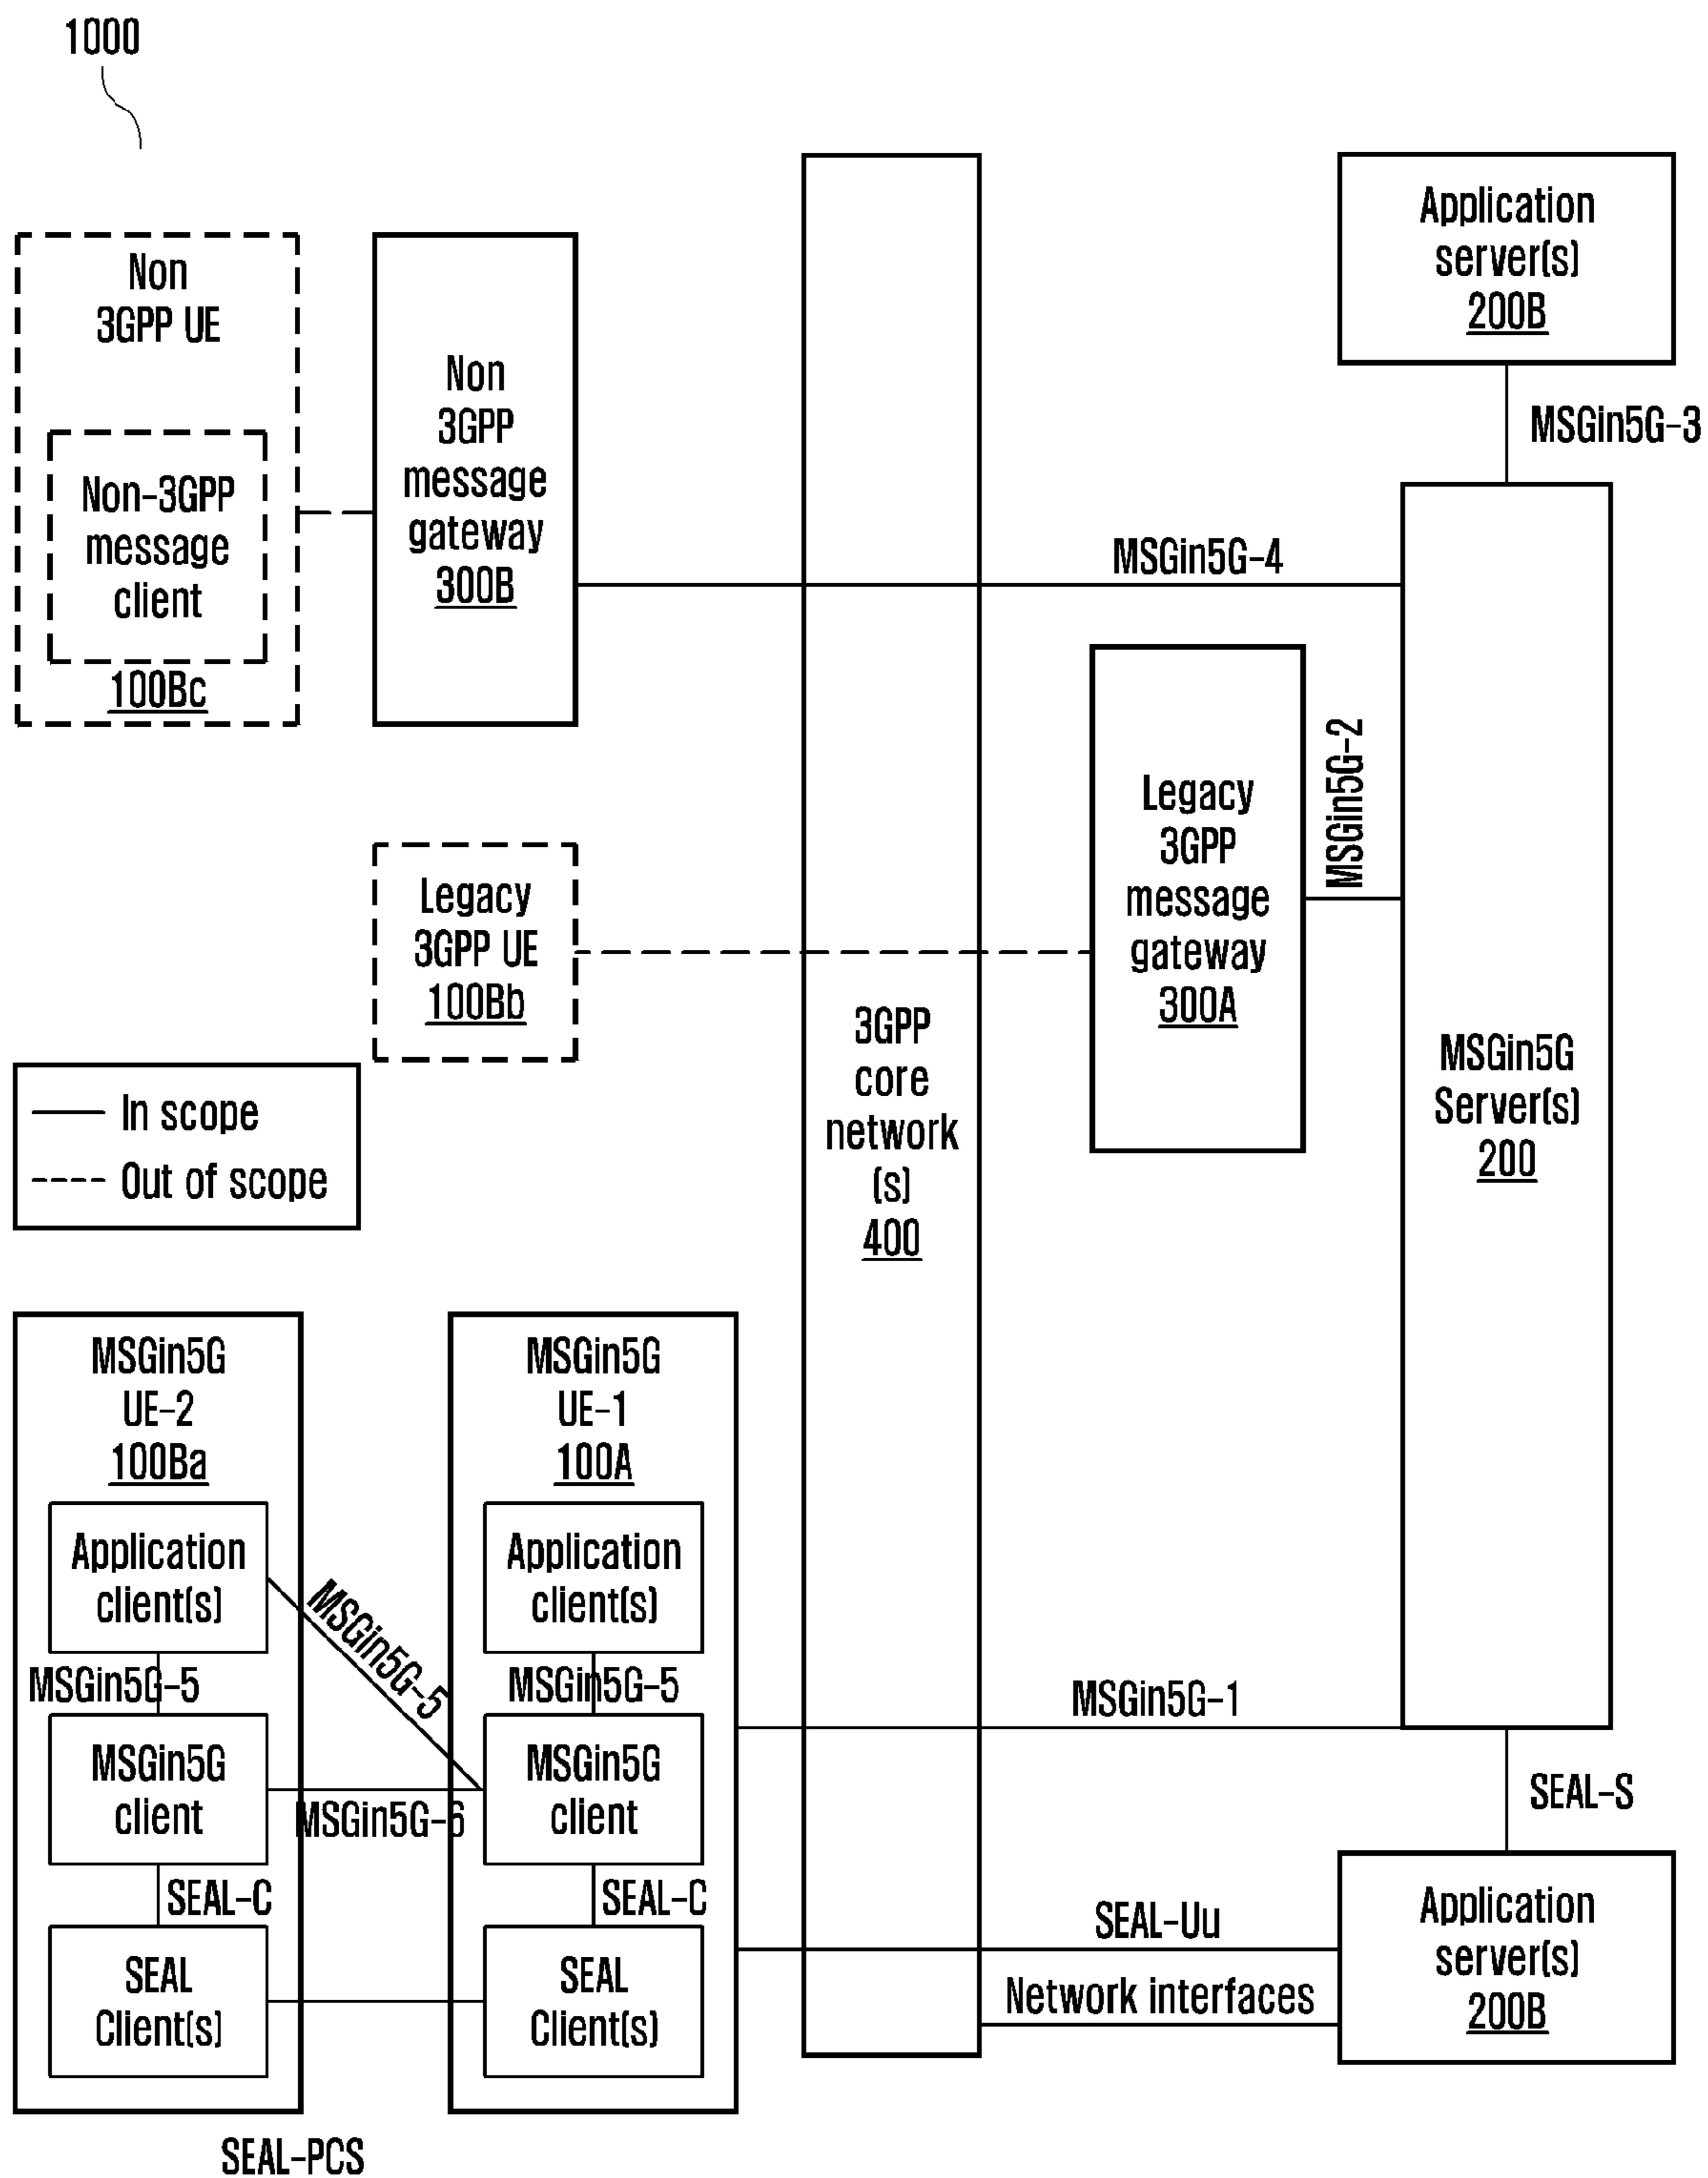 1000
Application
server(s)
200B
MSGin5G-3
Non
3GPP UE
Non-3GPP
message
client
100Bc
Non
3GPP
message
gateway
300B
MSGin5G-4
MSGin5G-2
Legacy
3GPP
message
gateway
300A
Legacy
3GPP UE
100Bb
3GPP
core
network
(s)
400
MSGin5G
Server(s)
200
In scope
Out of scope
MSGin5G
UE-2
100Ba
Application
client(s)
MSGin5G-5
MSGin5G
client
SEAL-C
SEAL
Client(s)
MSGin5G-5
MSGin5G-6
MSGin5G
UE-1
100A
Application
client(s)
MSGin5G-5
MSGin5G
client
SEAL-C
SEAL
Client(s)
MSGin5G-1
SEAL-S
SEAL-Uu
Network interfaces
Application
server(s)
200B
SEAL-PCS